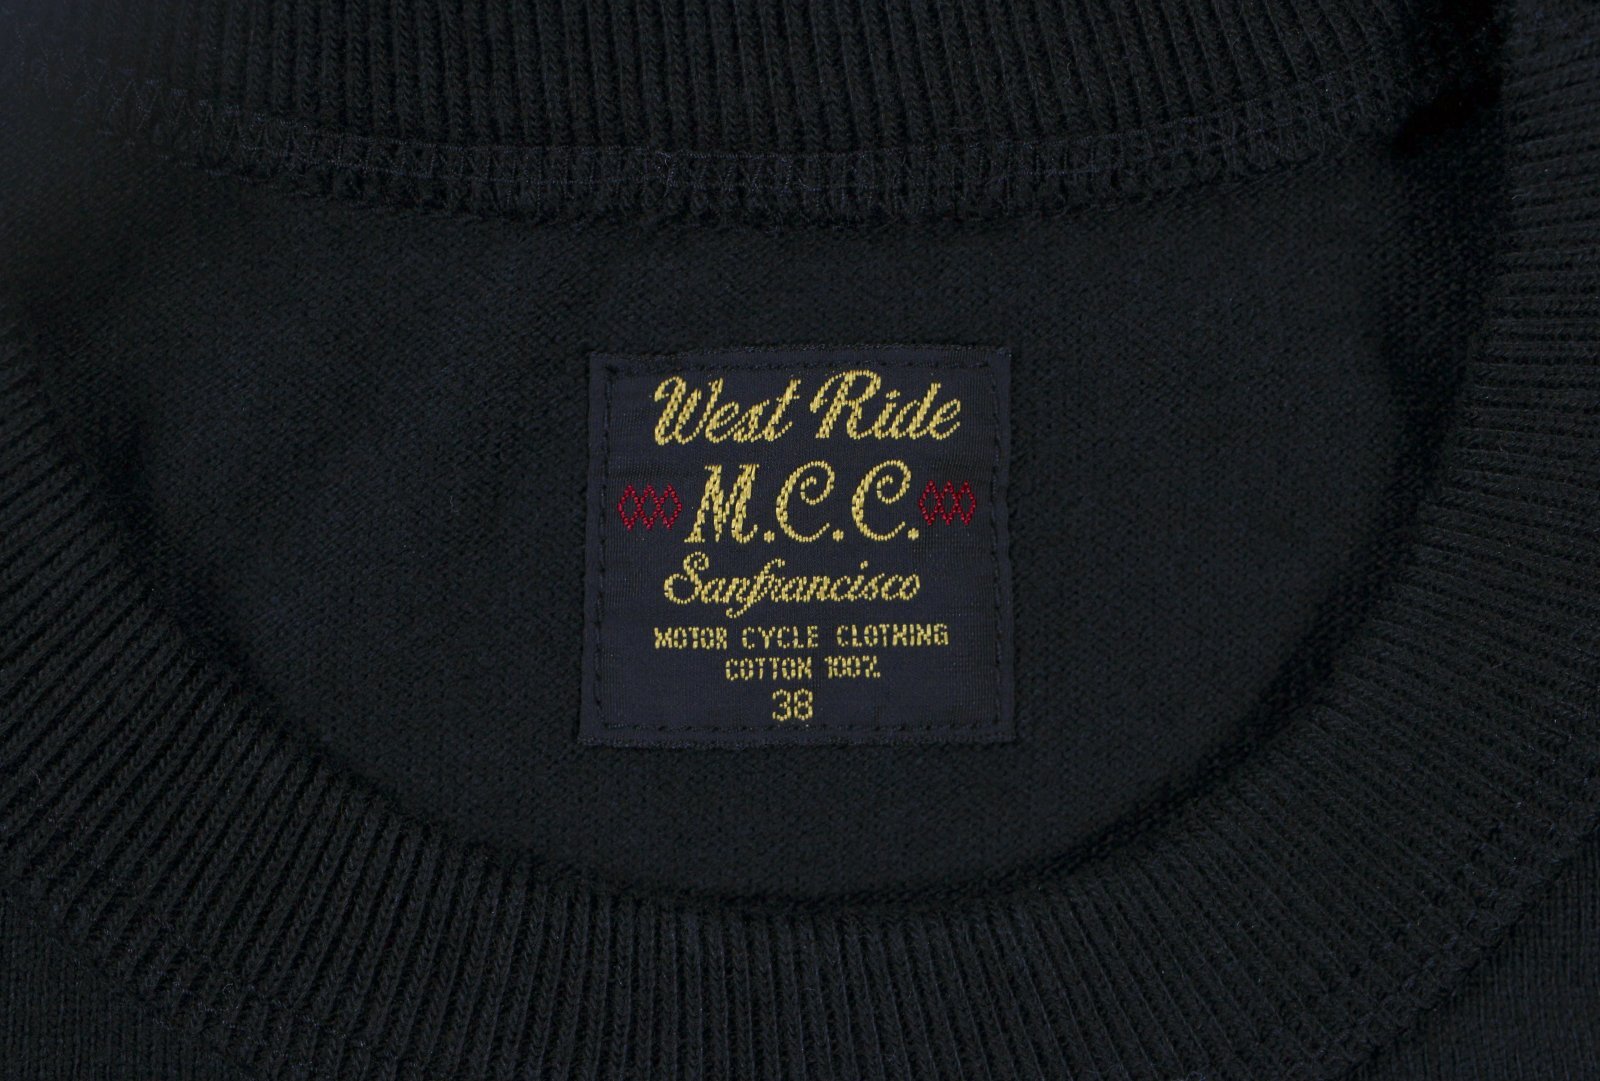 West Ride
M.C.C.
Sanfrancisco
MOTOR CYCLE CLOTHING
COTTON 100%
38